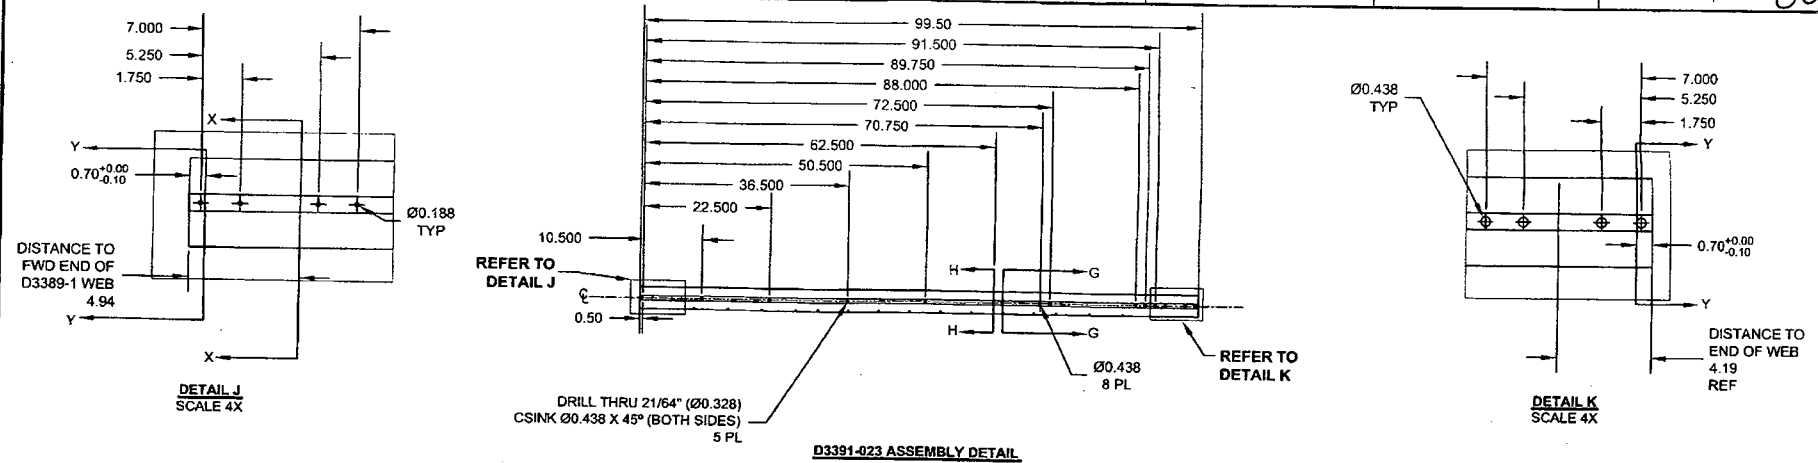 7.000
5.250
1.750
X
Y
0.70+0.00
-0.10
Ø0.188
TYP
DISTANCE TO
FWD END OF
D3389-1 WEB
4.94
Y
X
DETAIL J
SCALE 4X
99.50
91.500
89.750
88.000
72.500
70.750
62.500
50.500
36.500
22.500
10.500
REFER TO
DETAIL J
H
G
0.50
H
G
Ø0.438
8 PL
REFER TO
DETAIL K
DRILL THRU 21/64" (Ø0.328)
CSINK Ø0.438 X 45° (BOTH SIDES)
5 PL
D3391-023 ASSEMBLY DETAIL
Ø0.438
TYP
7.000
5.250
1.750
Y
0.70+0.00
-0.10
Y
DISTANCE TO
END OF WEB
4.19
REF
DETAIL K
SCALE 4X